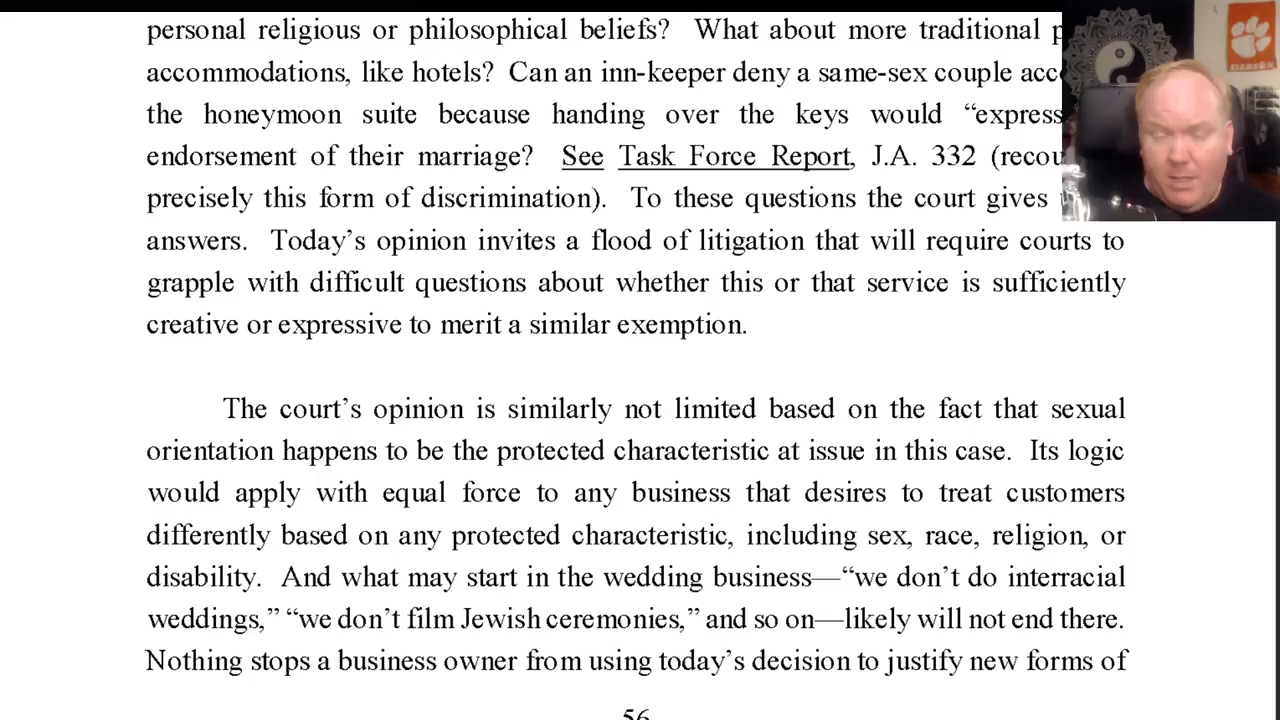 personal religious or philosophical beliefs? What about more traditional
accommodations, like hotels? Can an inn-keeper deny a same-sex couple
the honeymoon suite because handing over the keys would “express
endorsement of their marriage? See Task Force Report, J.A. 332
precisely this form of discrimination). To these questions the court gives
answers. Today’s opinion invites a flood of litigation that will require courts to
grapple with difficult questions about whether this or that service is sufficiently
creative or expressive to merit a similar exemption.
The court’s opinion is similarly not limited based on the fact that sexual
orientation happens to be the protected characteristic at issue in this case. Its logic
would apply with equal force to any business that desires to treat customers
differently based on any protected characteristic, including sex, race, religion, or
disability. And what may start in the wedding business—“we don’t do interracial
weddings,” “we don’t film Jewish ceremonies,” and so on—likely will not end there.
Nothing stops a business owner from using today’s decision to justify new forms of
56